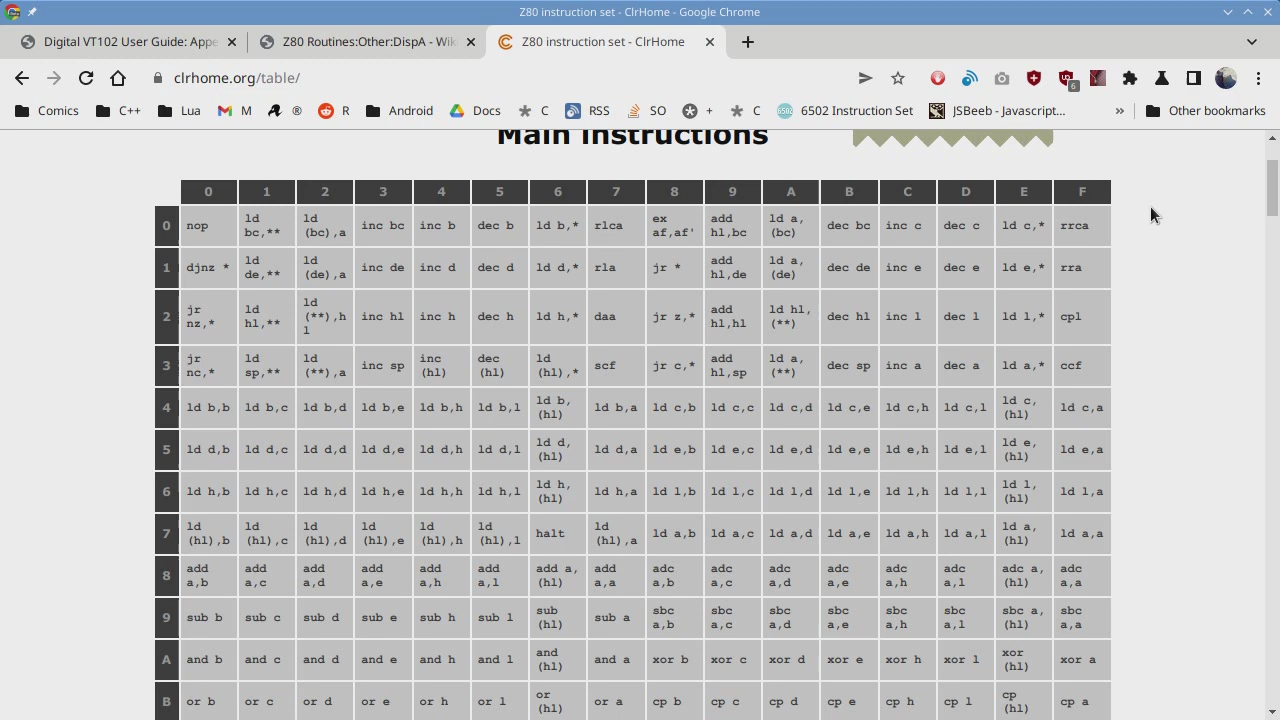 Z80 instruction set - ClrHome - Google Chrome
Digital VT102 User Guide: Appe
Z80 Routines:Other:DispA - Wik
Z80 instruction set - ClrHome
clrhome.org/table/
6
Comics C++ Lua M ® R Android Docs C RSS SO + C 6502 Instruction Set JSBeeb - Javascript... » Other bookmarks
Main instructions
0 1 2 3 4 5 6 7 8 9 A B C D E F
0 nop ld bc,** ld (bc),a inc bc inc b dec b ld b,* rlca ex af,af' add hl,bc ld a,(bc) dec bc inc c dec c ld c,* rrca
1 djnz * ld de,** ld (de),a inc de inc d dec d ld d,* rla jr * add hl,de ld a,(de) dec de inc e dec e ld e,* rra
2 jr nz,* ld hl,** ld (**),hl inc hl inc h dec h ld h,* daa jr z,* add hl,hl ld hl,(**) dec hl inc l dec l ld l,* cpl
3 jr nc,* ld sp,** ld (**),a inc sp inc (hl) dec (hl) ld (hl),* scf jr c,* add hl,sp ld a,(**) dec sp inc a dec a ld a,* ccf
4 ld b,b ld b,c ld b,d ld b,e ld b,h ld b,l ld b,(hl) ld b,a ld c,b ld c,c ld c,d ld c,e ld c,h ld c,l ld c,(hl) ld c,a
5 ld d,b ld d,c ld d,d ld d,e ld d,h ld d,l ld d,(hl) ld d,a ld e,b ld e,c ld e,d ld e,e ld e,h ld e,l ld e,(hl) ld e,a
6 ld h,b ld h,c ld h,d ld h,e ld h,h ld h,l ld h,(hl) ld h,a ld l,b ld l,c ld l,d ld l,e ld l,h ld l,l ld l,(hl) ld l,a
7 ld (hl),b ld (hl),c ld (hl),d ld (hl),e ld (hl),h ld (hl),l halt ld (hl),a ld a,b ld a,c ld a,d ld a,e ld a,h ld a,l ld a,(hl) ld a,a
8 add a,b add a,c add a,d add a,e add a,h add a,l add a,(hl) add a,a adc a,b adc a,c adc a,d adc a,e adc a,h adc a,l adc a,(hl) adc a,a
9 sub b sub c sub d sub e sub h sub l sub (hl) sub a sbc a,b sbc a,c sbc a,d sbc a,e sbc a,h sbc a,l sbc a,(hl) sbc a,a
A and b and c and d and e and h and l and (hl) and a xor b xor c xor d xor e xor h xor l xor (hl) xor a
B or b or c or d or e or h or l or (hl) or a cp b cp c cp d cp e cp h cp l cp (hl) cp a